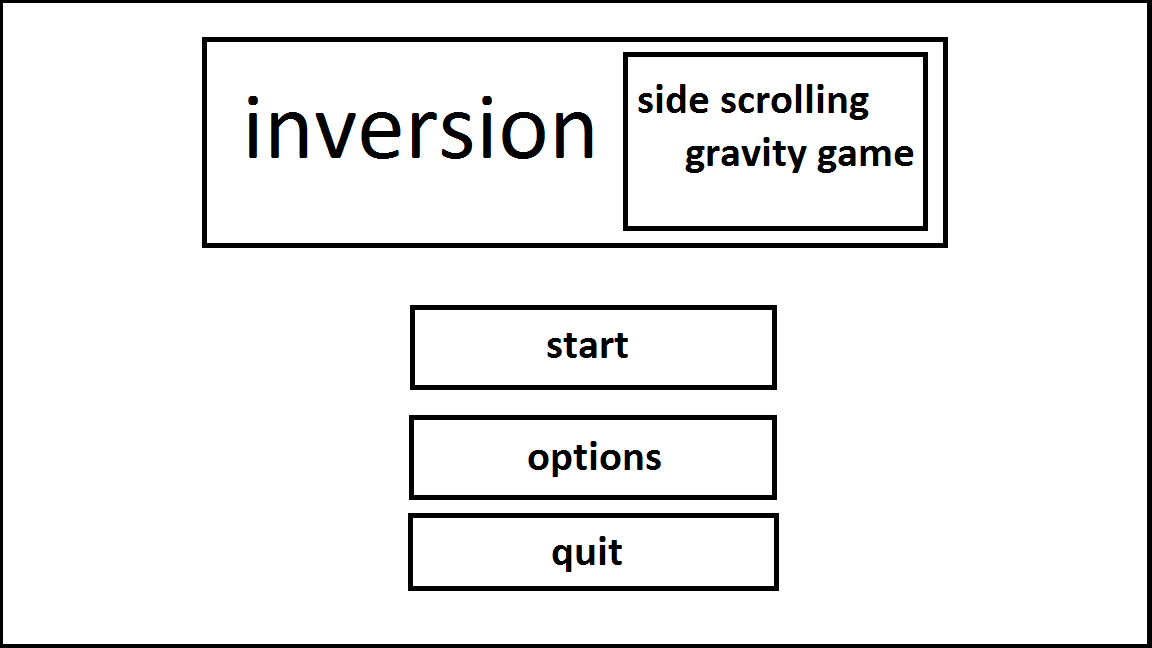 inversion
side scrolling
gravity game
start
options
quit